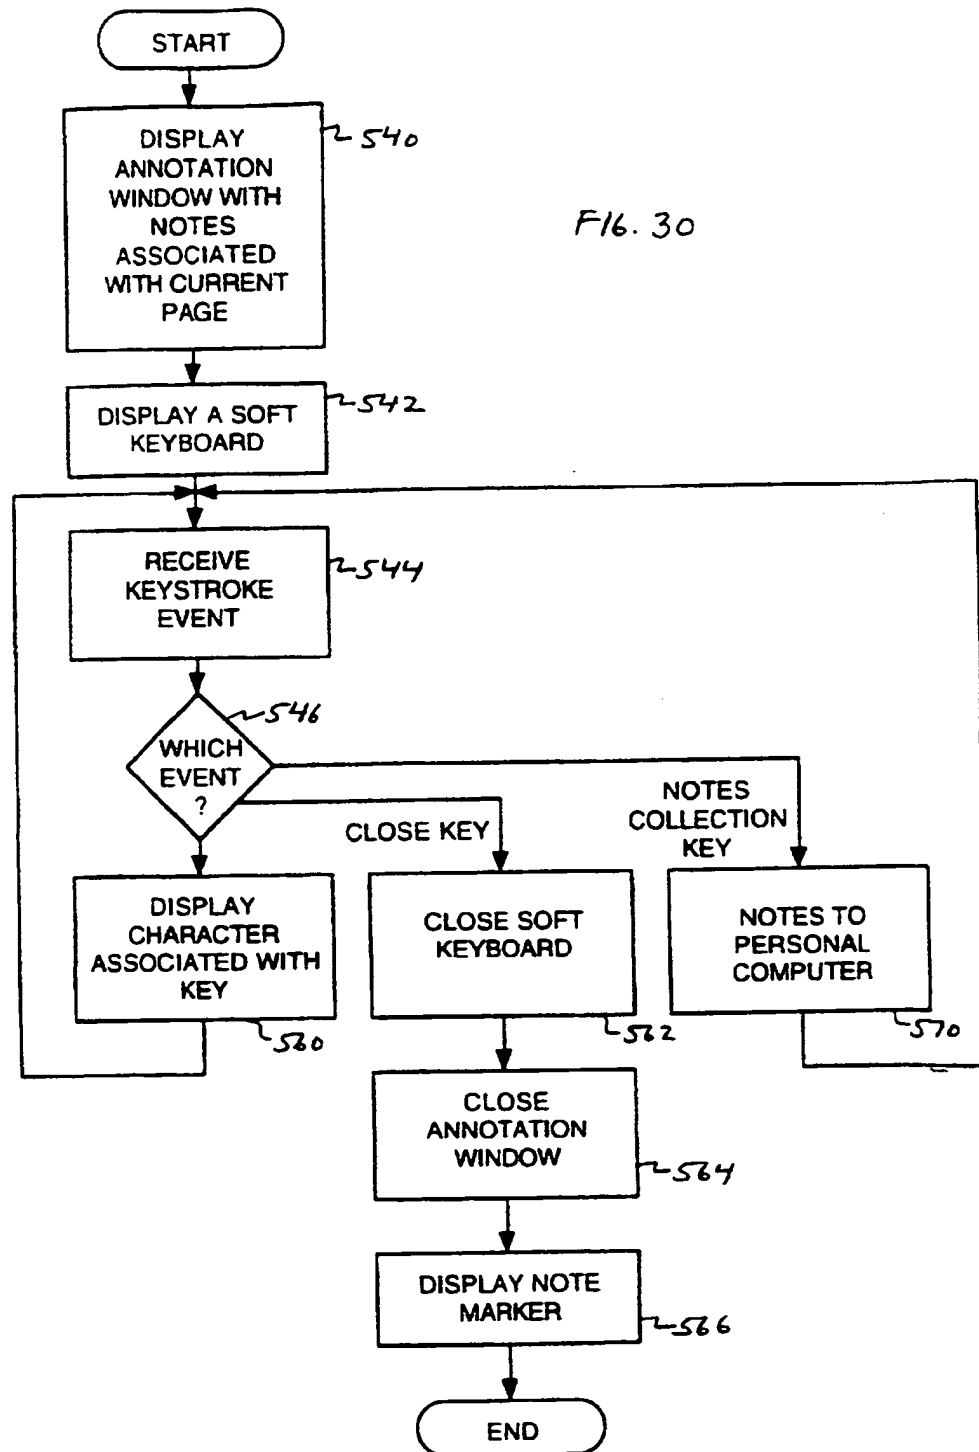 START
DISPLAY
ANNOTATION
WINDOW WITH
NOTES
ASSOCIATED
WITH CURRENT
PAGE
540
FIG. 30
DISPLAY A SOFT
KEYBOARD
542
RECEIVE
KEYSTROKE
EVENT
544
WHICH
EVENT
?
546
CLOSE KEY
NOTES
COLLECTION
KEY
DISPLAY
CHARACTER
ASSOCIATED WITH
KEY
560
CLOSE SOFT
KEYBOARD
562
NOTES TO
PERSONAL
COMPUTER
570
CLOSE
ANNOTATION
WINDOW
564
DISPLAY NOTE
MARKER
566
END